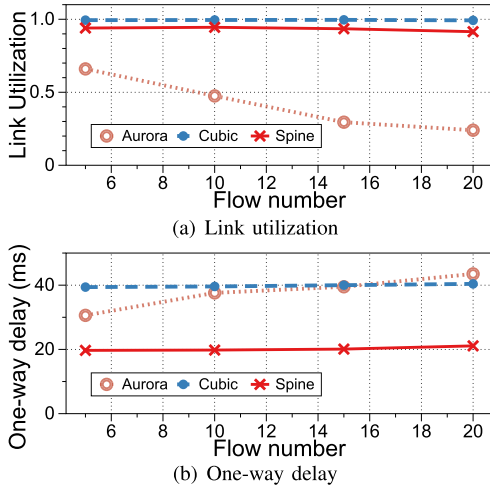 Link Utilization
1.0
0.5
0
Aurora Cubic Spine
6 8 10 12 14 16 18 20
Flow number
(a) Link utilization
One-way delay (ms)
40
20
0
Aurora Cubic Spine
6 8 10 12 14 16 18 20
Flow number
(b) One-way delay